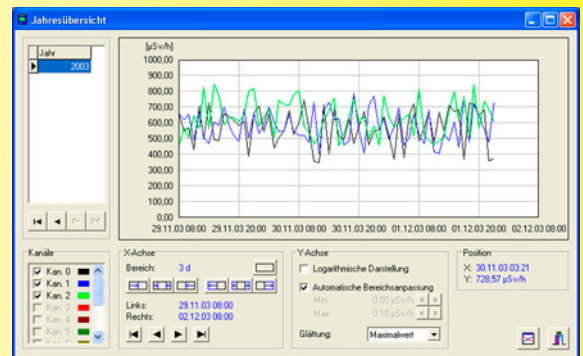 Jahresübersicht
Jahr
2003
[µSv/h]
1000,00
900,00
800,00
700,00
600,00
500,00
400,00
300,00
200,00
100,00
0,00
29.11.03 08:00 29.11.03 20:00 30.11.03 08:00 30.11.03 20:00 01.12.03 08:00 01.12.03 20:00 02.12.03 08:00
Kanäle
Kan. 0
Kan. 1
Kan. 2
Kan. 3
Kan. 4
Kan. 5
X-Achse
Bereich: 3 d
Links: 29.11.03 08:00
Rechts: 02.12.03 08:00
Y-Achse
Logarithmische Darstellung
Automatische Bereichsanpassung
Min: 0,00 µSv/h
Max: 0,10 µSv/h
Glättung: Maximalwert
Position
X: 30.11.03 03:21
Y: 728,57 µSv/h